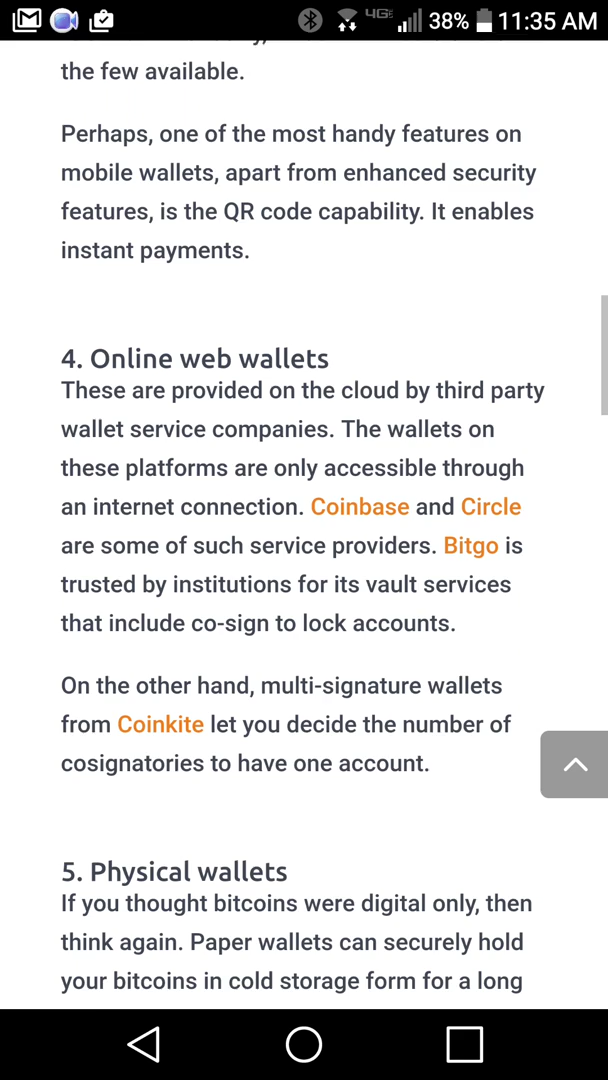 4G 38% 11:35 AM
the few available.
Perhaps, one of the most handy features on
mobile wallets, apart from enhanced security
features, is the QR code capability. It enables
instant payments.
4. Online web wallets
These are provided on the cloud by third party
wallet service companies. The wallets on
these platforms are only accessible through
an internet connection. Coinbase and Circle
are some of such service providers. Bitgo is
trusted by institutions for its vault services
that include co-sign to lock accounts.
On the other hand, multi-signature wallets
from Coinkite let you decide the number of
cosignatories to have one account.
5. Physical wallets
If you thought bitcoins were digital only, then
think again. Paper wallets can securely hold
your bitcoins in cold storage form for a long